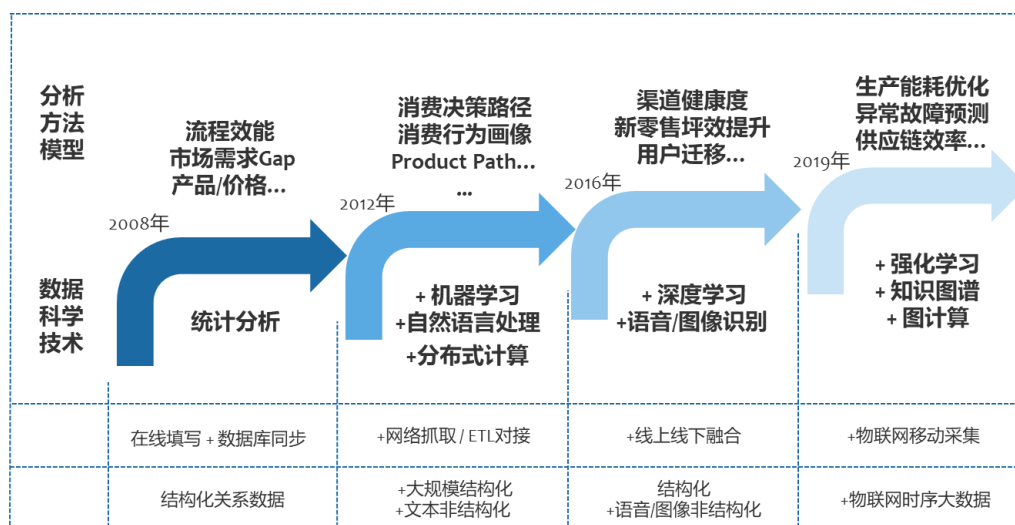 分析
方法
模型
流程效能
市场需求Gap
产品/价格...
消费决策路径
消费行为画像
Product Path...
...
渠道健康度
新零售坪效提升
用户迁移...
生产能耗优化
异常故障预测
供应链效率...
2008年
2012年
2016年
2019年
数据
科学
技术
统计分析
+ 机器学习
+自然语言处理
+分布式计算
+ 深度学习
+语音/图像识别
+ 强化学习
+ 知识图谱
+ 图计算
在线填写 + 数据库同步
+网络抓取 / ETL对接
+线上线下融合
+物联网移动采集
结构化关系数据
+大规模结构化
+文本非结构化
结构化
+语音/图像非结构化
+物联网时序大数据